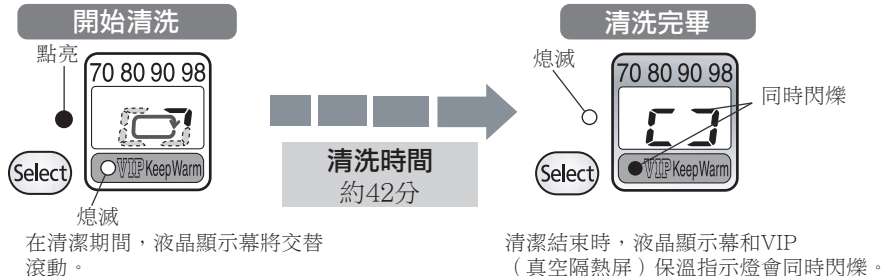 開始清洗
點亮
70 80 90 98
Select
VIP KeepWarm
熄滅
在清潔期間，液晶顯示幕將交替
滾動。
清洗時間
約42分
清洗完畢
熄滅
70 80 90 98
同時閃爍
Select
VIP KeepWarm
清潔結束時，液晶顯示幕和VIP
（真空隔熱屏）保溫指示燈會同時閃爍。